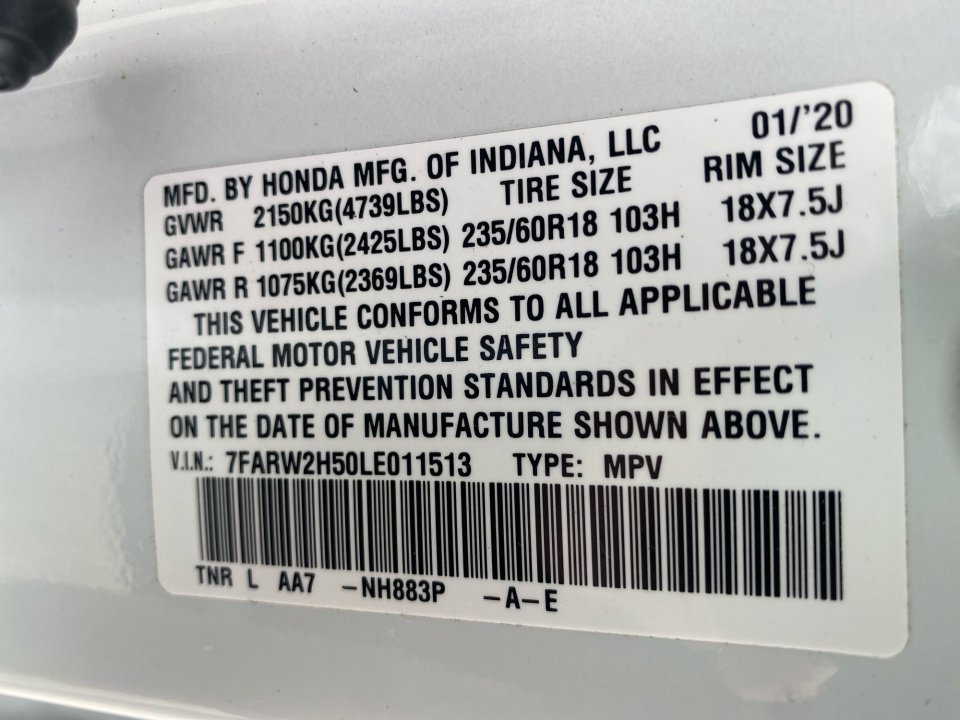 MFD. BY HONDA MFG. OF INDIANA, LLC 01/'20
GVWR 2150KG(4739LBS) TIRE SIZE RIM SIZE
GAWR F 1100KG(2425LBS) 235/60R18 103H 18X7.5J
GAWR R 1075KG(2369LBS) 235/60R18 103H 18X7.5J
THIS VEHICLE CONFORMS TO ALL APPLICABLE
FEDERAL MOTOR VEHICLE SAFETY
AND THEFT PREVENTION STANDARDS IN EFFECT
ON THE DATE OF MANUFACTURE SHOWN ABOVE.
V.I.N.: 7FARW2H50LE011513 TYPE: MPV
TNR L AA7 -NH883P -A-E